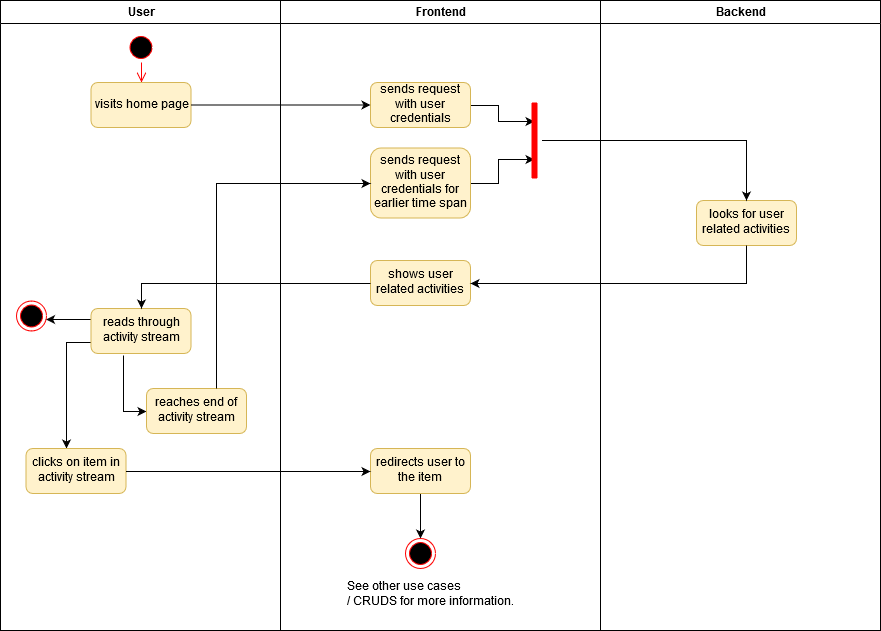 User
Frontend
Backend
visits home page
sends request
with user
credentials
sends request
with user
credentials for
earlier time span
looks for user
related activities
shows user
related activities
reads through
activity stream
reaches end of
activity stream
clicks on item in
activity stream
redirects user to
the item
See other use cases
/ CRUDS for more information.